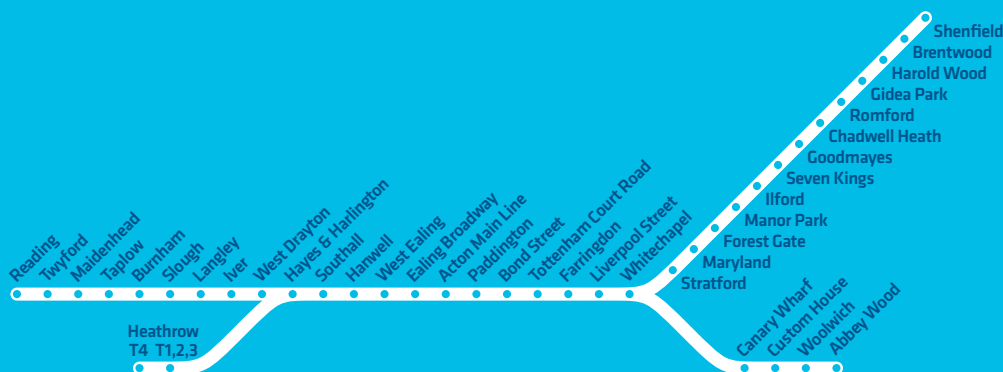 Shenfield
Brentwood
Harold Wood
Gidea Park
Romford
Chadwell Heath
Goodmayes
Seven Kings
Ilford
Manor Park
Forest Gate
Maryland
Stratford
Reading
Twyford
Maidenhead
Taplow
Burnham
Slough
Langley
Iver
West Drayton
Hayes & Harlington
Southall
Hanwell
West Ealing
Ealing Broadway
Acton Main Line
Paddington
Bond Street
Tottenham Court Road
Farringdon
Liverpool Street
Whitechapel
Canary Wharf
Custom House
Woolwich
Abbey Wood
Heathrow
T4 T1,2,3